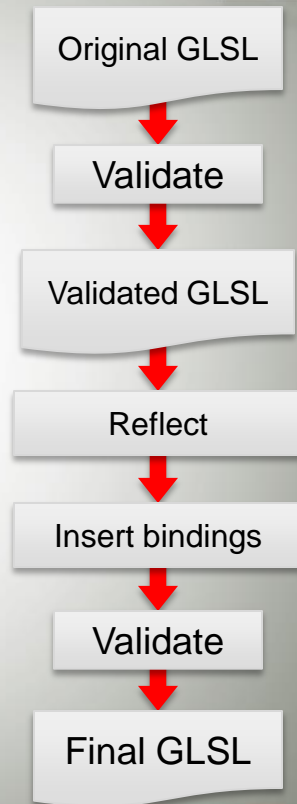 Original GLSL
Validate
Validated GLSL
Reflect
Insert bindings
Validate
Final GLSL